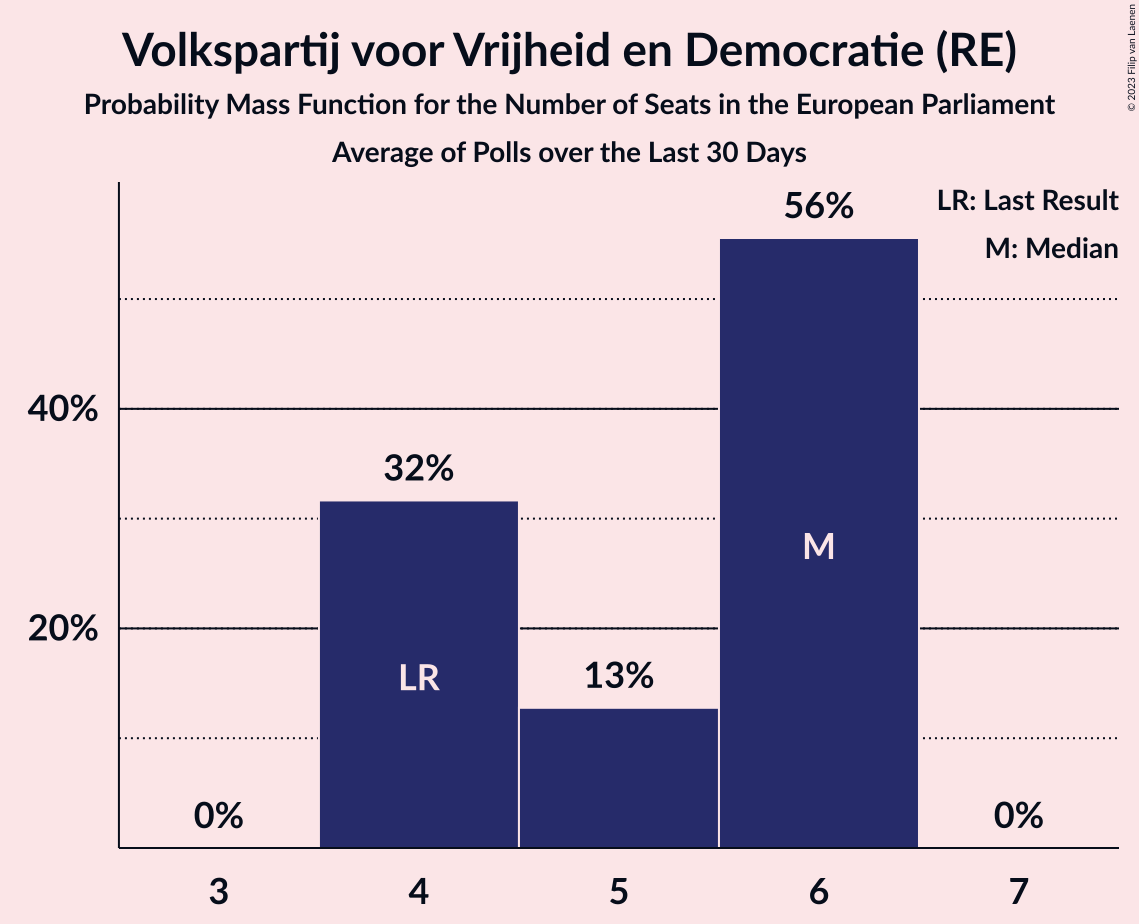 Volkspartij voor Vrijheid en Democratie (RE)
Probability Mass Function for the Number of Seats in the European Parliament
Average of Polls over the Last 30 Days
© 2023 Filip van Laenen
LR: Last Result
M: Median
56%
40%
32%
M
20%
LR
13%
0%
0%
3
4
5
6
7